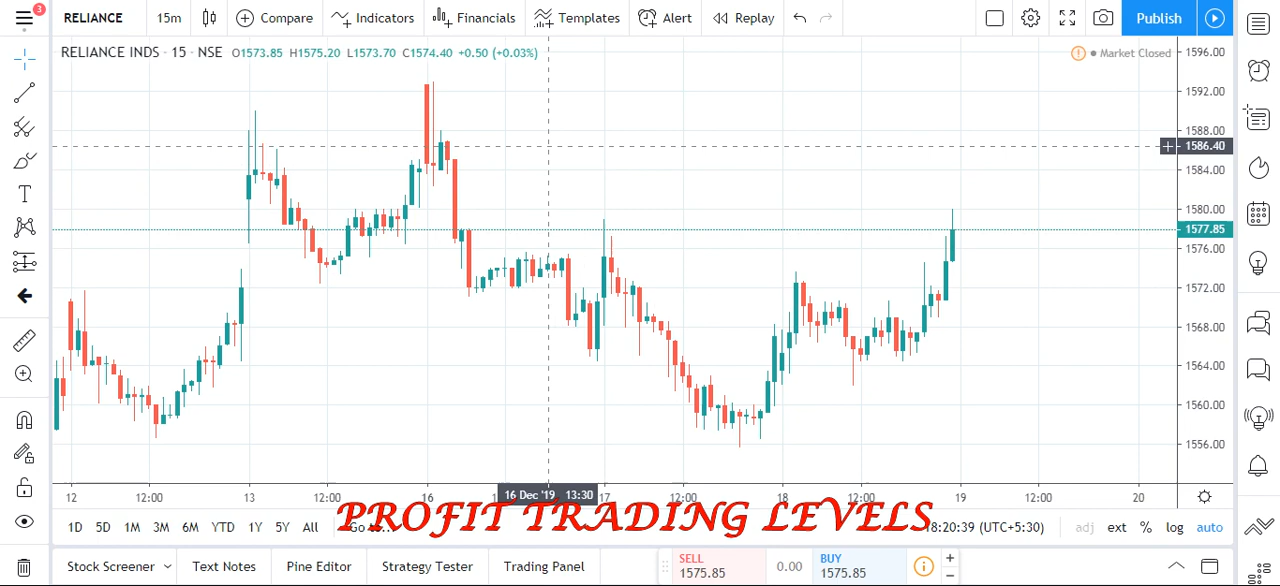 3
RELIANCE 15m Compare Indicators Financials Templates Alert Replay Publish
RELIANCE INDS · 15 · NSE O1573.85 H1575.20 L1573.70 C1574.40 +0.50 (+0.03%)
Market Closed
1596.00
1592.00
1588.00
1586.40
1584.00
1580.00
1577.85
1576.00
1572.00
1568.00
1564.00
1560.00
1556.00
12 12:00 13 12:00 16 16 Dec '19 13:30 17 12:00 18 12:00 19 12:00 20
PROFIT TRADING LEVELS
1D 5D 1M 3M 6M YTD 1Y 5Y All Go to... 18:20:39 (UTC+5:30) adj ext % log auto
Stock Screener Text Notes Pine Editor Strategy Tester Trading Panel
SELL
1575.85
0.00
BUY
1575.85